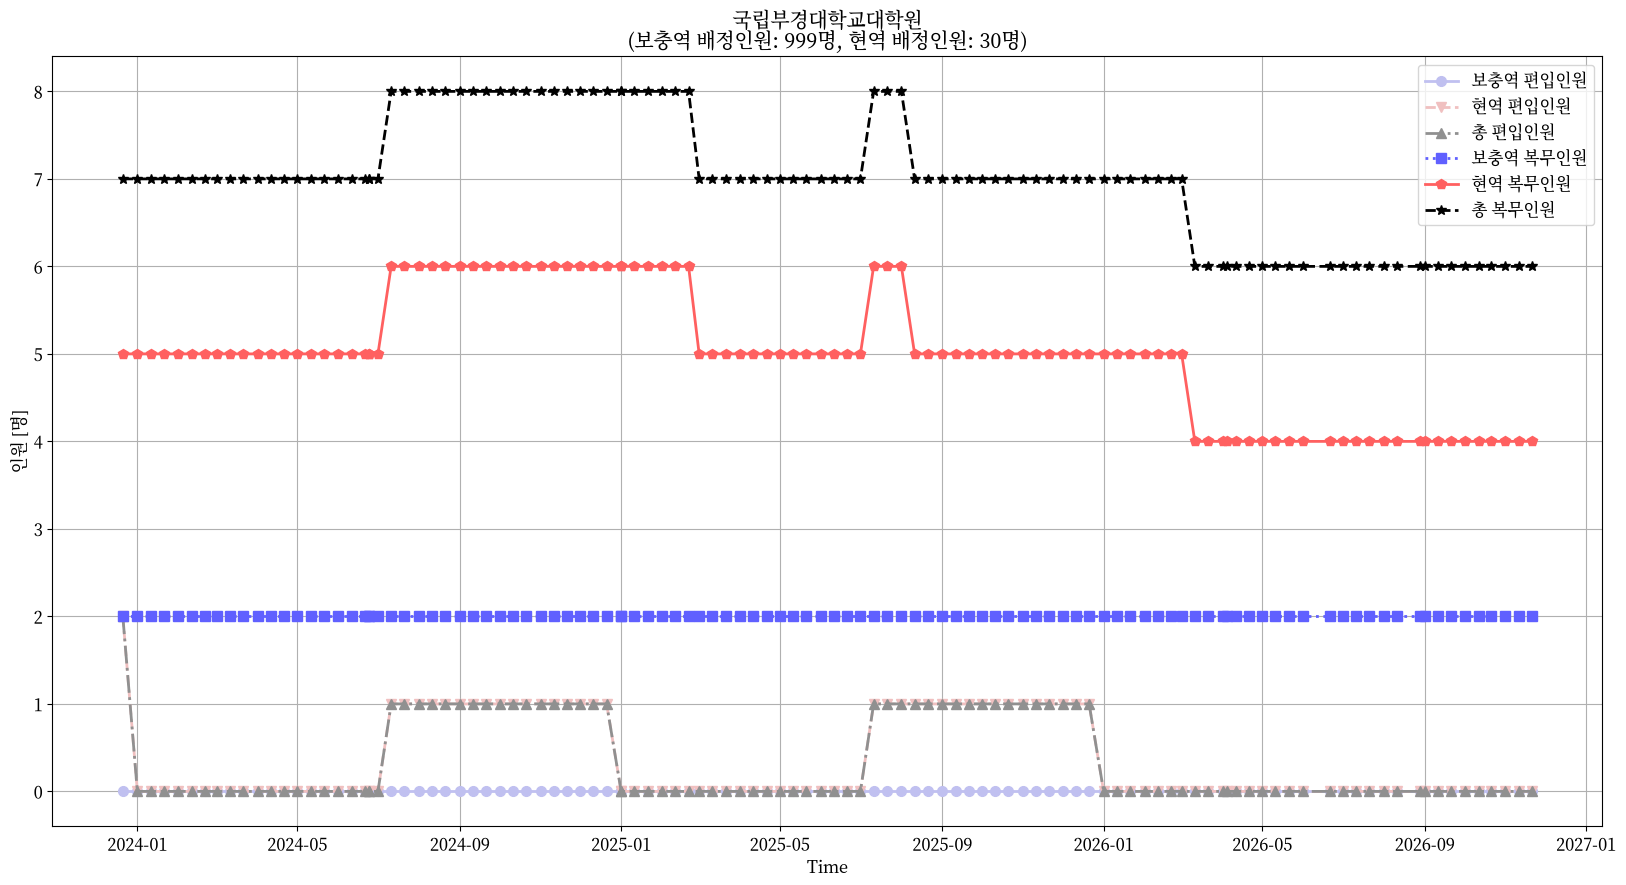 국립부경대학교대학원
(보충역 배정인원: 999명, 현역 배정인원: 30명)
보충역 편입인원
현역 편입인원
총 편입인원
보충역 복무인원
현역 복무인원
총 복무인원
인원 [명]
8
7
6
5
4
3
2
1
0
2024-01
2024-05
2024-09
2025-01
2025-05
2025-09
2026-01
2026-05
2026-09
2027-01
Time